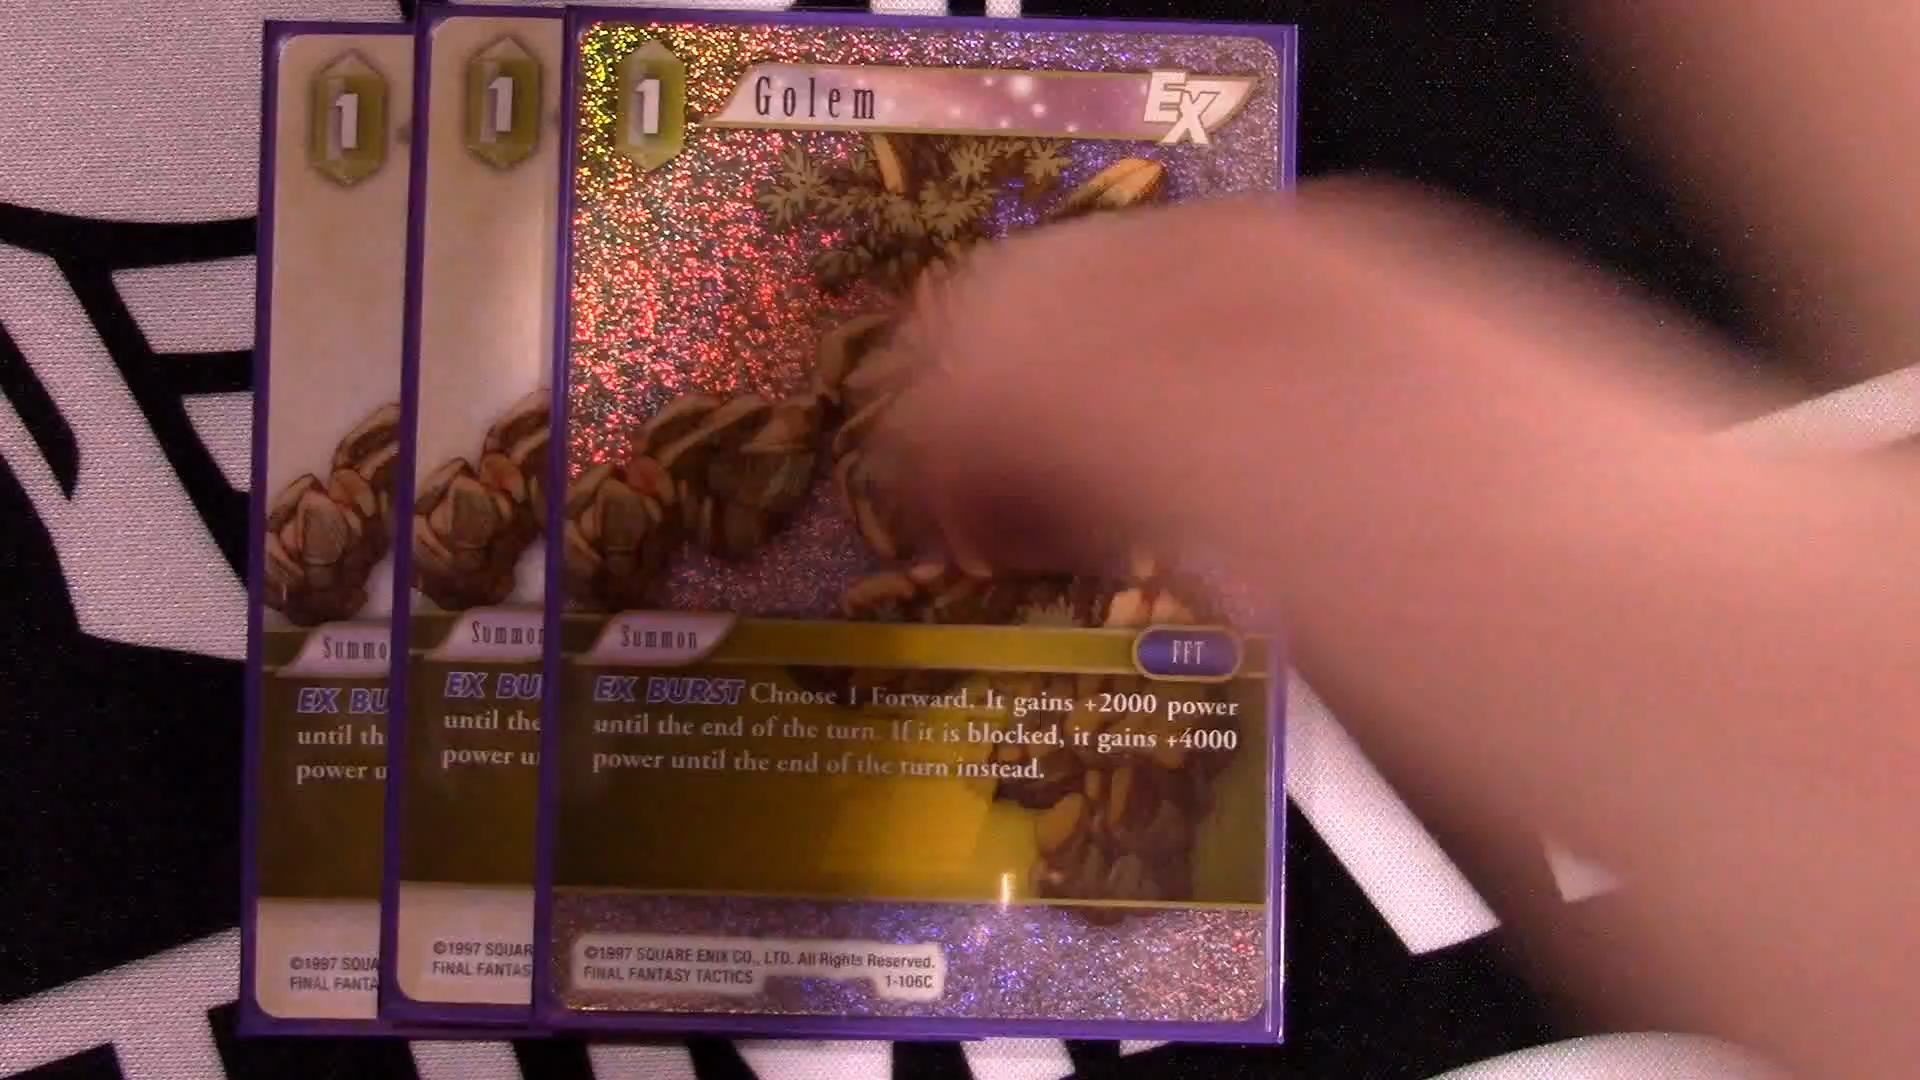 1
Summo
EX BU
until th
power u
©1997 SQUA
FINAL FANTA
1
Summon
EX BU
until the
power u
©1997 SQUAR
FINAL FANTAS
1
Golem
EX
Summon
FFT
EX BURST Choose 1 Forward. It gains +2000 power
until the end of the turn. If it is blocked, it gains +4000
power until the end of the turn instead.
©1997 SQUARE ENIX CO., LTD. All Rights Reserved.
FINAL FANTASY TACTICS
1-106C